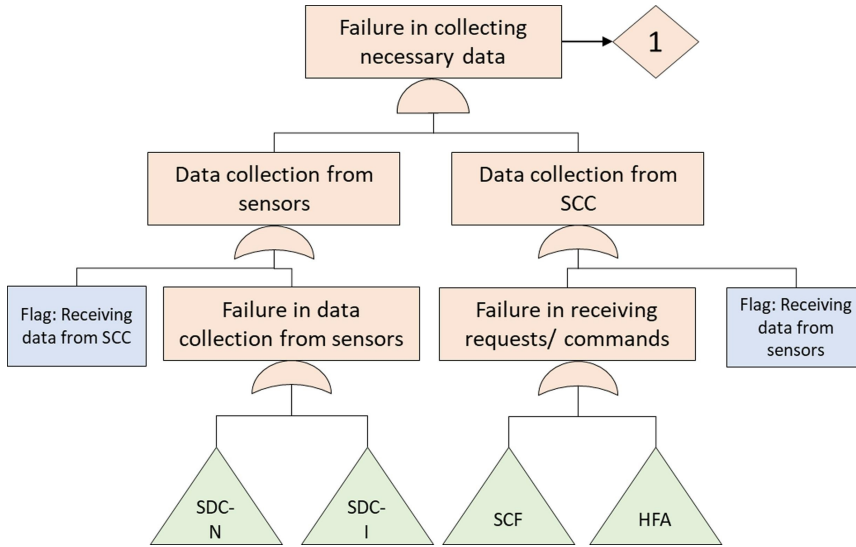 Failure in collecting
necessary data
1
Data collection from
sensors
Data collection from
SCC
Flag: Receiving
data from SCC
Failure in data
collection from sensors
Failure in receiving
requests/ commands
Flag: Receiving
data from
sensors
SDC-
N
SDC-
I
SCF
HFA